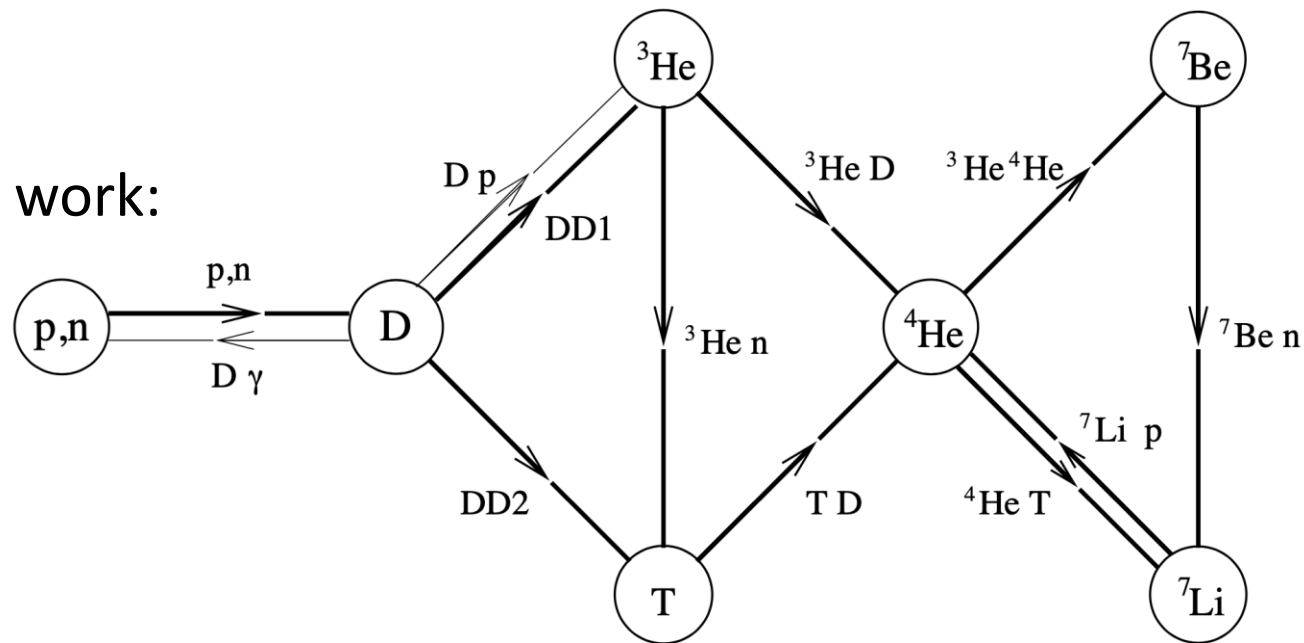 ³He
⁷Be
D p
³He D
³He ⁴He
work:
DD1
p,n
p,n
D
⁴He
³He n
⁷Be n
D γ
⁷Li p
DD2
T D
⁴He T
T
⁷Li